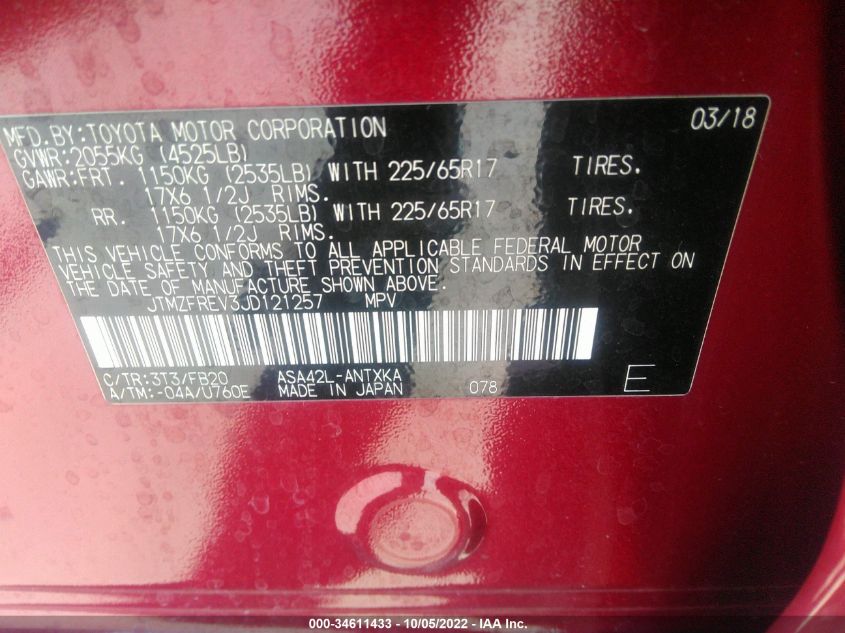 MFD.BY:TOYOTA MOTOR CORPORATION 03/18
GVWR:2055KG (4525LB)
GAWR:FRT. 1150KG (2535LB) WITH 225/65R17 TIRES.
17X6 1/2J RIMS.
RR. 1150KG (2535LB) WITH 225/65R17 TIRES.
17X6 1/2J RIMS.
THIS VEHICLE CONFORMS TO ALL APPLICABLE FEDERAL MOTOR
VEHICLE SAFETY AND THEFT PREVENTION STANDARDS IN EFFECT ON
THE DATE OF MANUFACTURE SHOWN ABOVE.
JTMZFREV3JD121257 MPV
C/TR:3T3/FB20 ASA42L-ANTXKA
A/TM:-04A/U760E MADE IN JAPAN 078 E
000-34611433 - 10/05/2022 - IAA Inc.